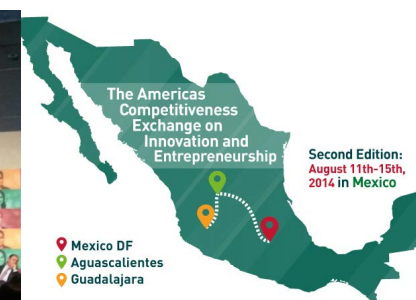 The Americas
Competitiveness
Exchange on
Innovation and
Entrepreneurship
Second Edition:
August 11th-15th,
2014 in Mexico
Mexico DF
Aguascalientes
Guadalajara